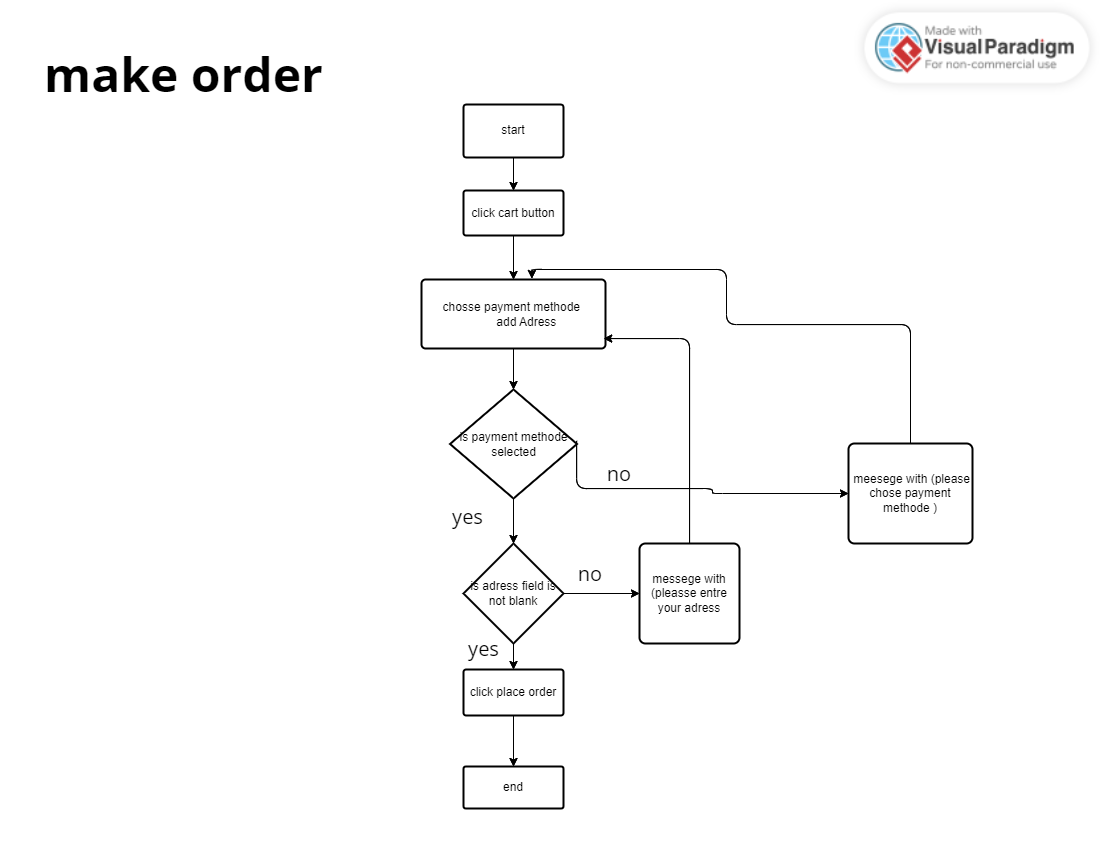 Made with
Visual Paradigm
For non-commercial use
make order
start
click cart button
chosse payment methode
add Adress
is payment methode
selected
no
meesege with (please
chose payment
methode )
yes
is adress field is
not blank
no
messege with
(pleasse entre
your adress
yes
click place order
end